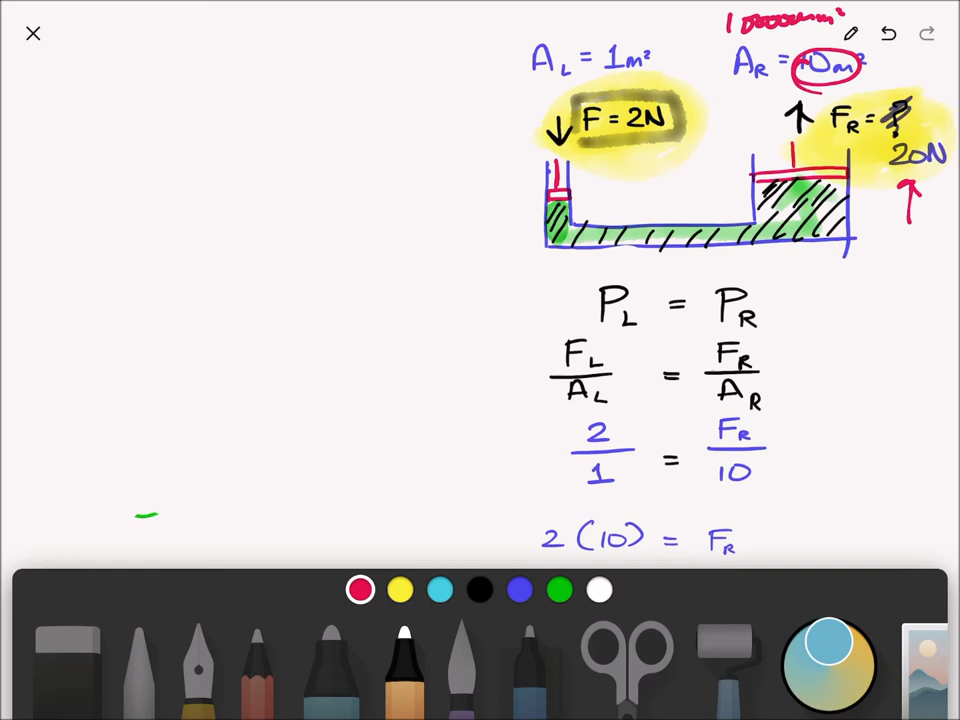 A_L = 1m²
A_R = 10m²
F = 2N
F_R = ?
20N
P_L = P_R
F_L / A_L = F_R / A_R
2 / 1 = F_R / 10
2 (10) = F_R